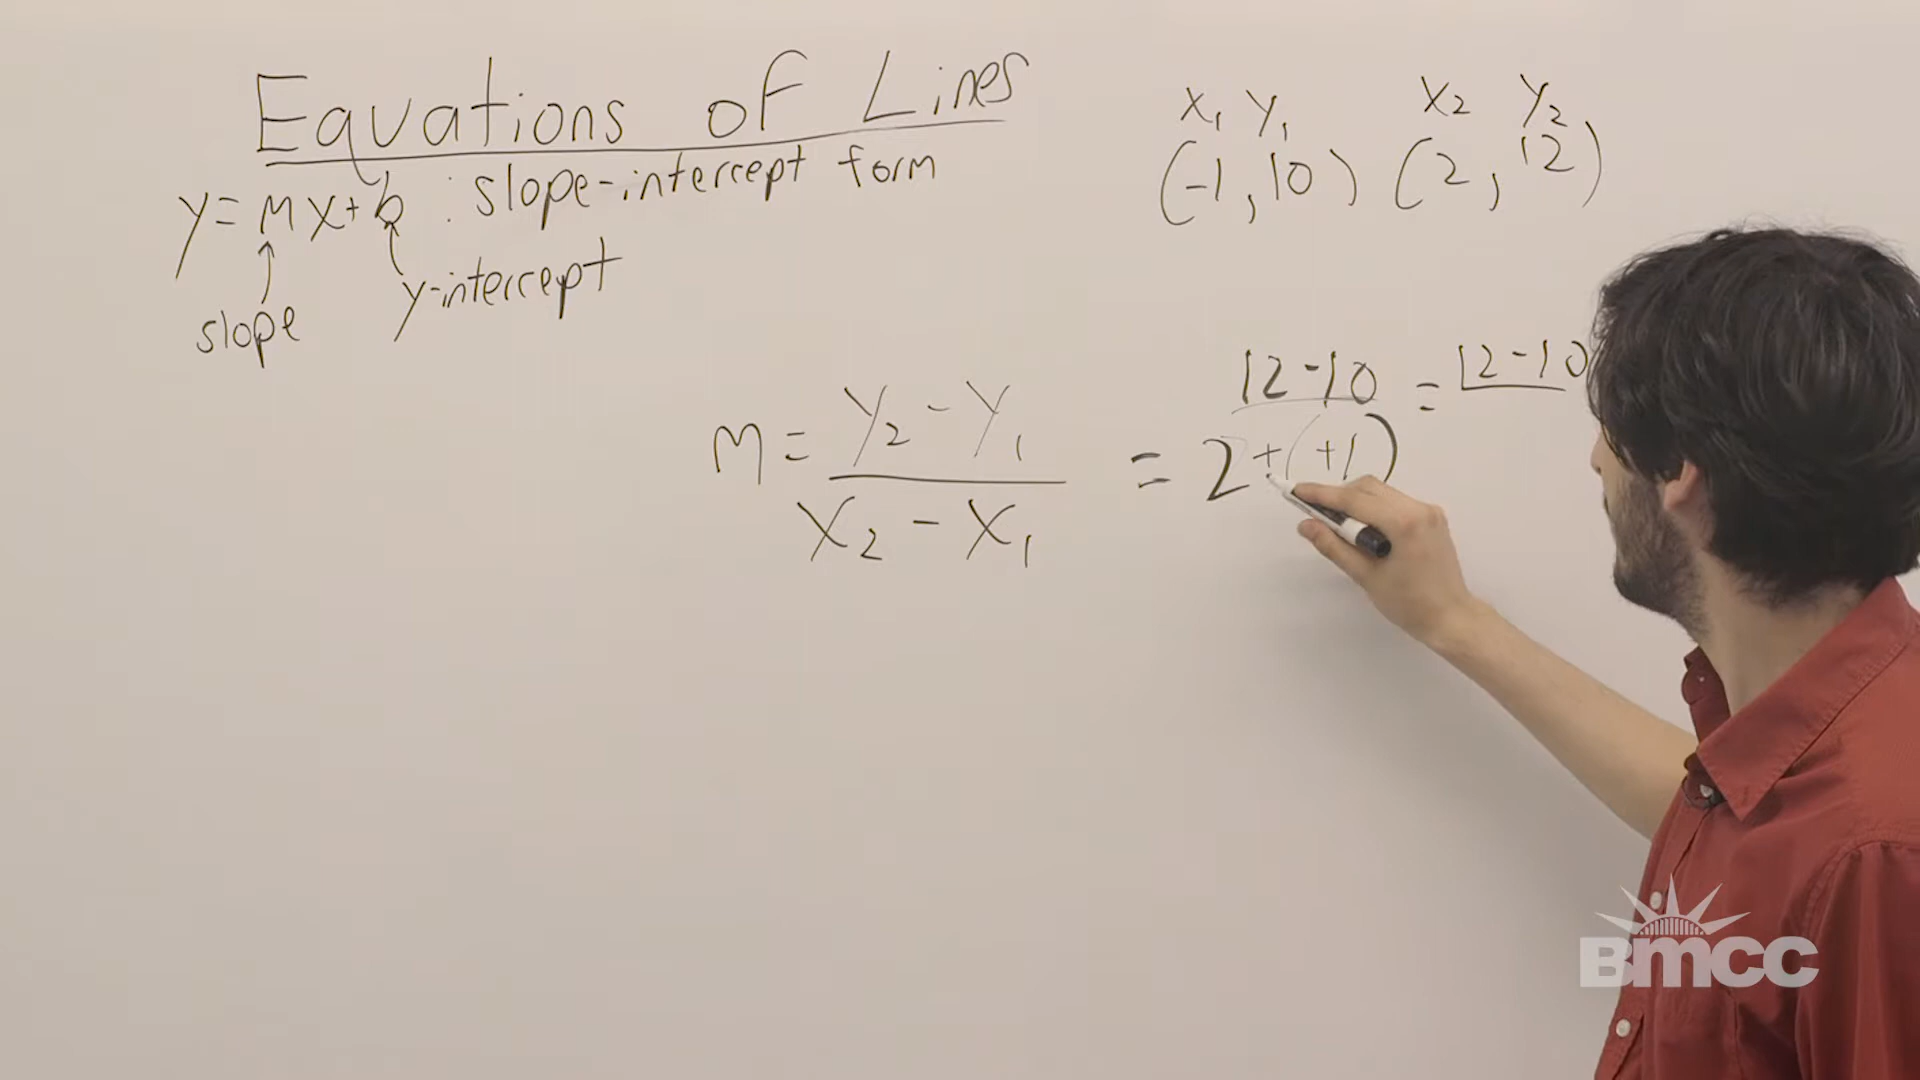 Equations of Lines
y = mx + b : slope-intercept form
slope
y-intercept
x₁ y₁ x₂ y₂
(-1, 10) (2, 12)
m = y₂ - y₁ / x₂ - x₁ = 12 - 10 / 2 + (+1) = 12 - 10
BMCC